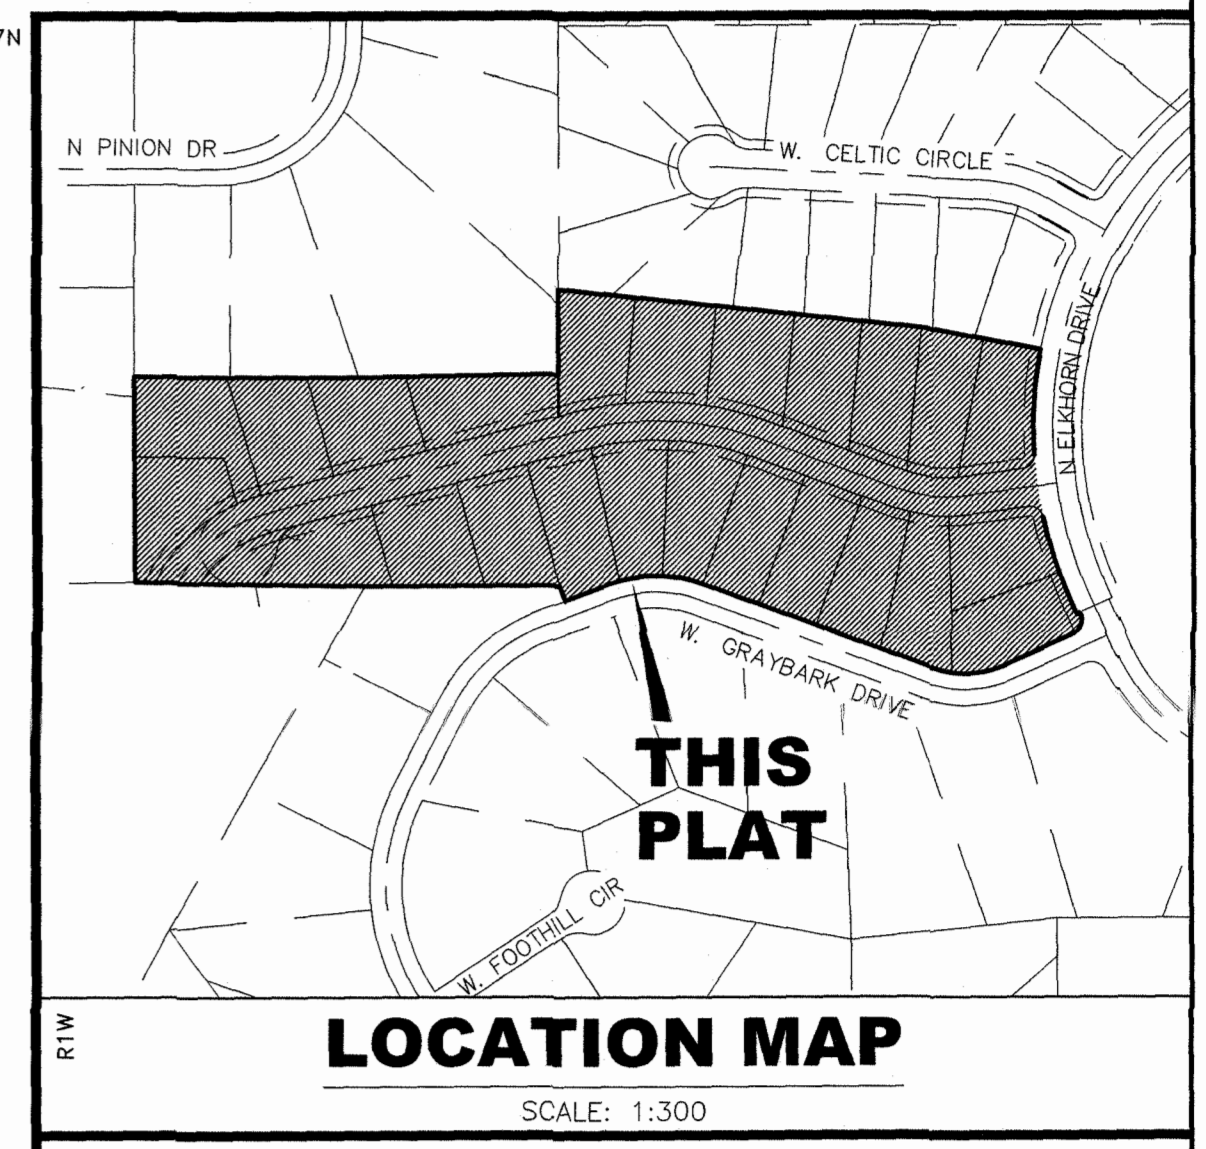 7N
N PINION DR
W. CELTIC CIRCLE
N ELKHORN DRIVE
W. GRAYBARK DRIVE
THIS
PLAT
W. FOOTHILL CIR
R1W
LOCATION MAP
SCALE: 1:300